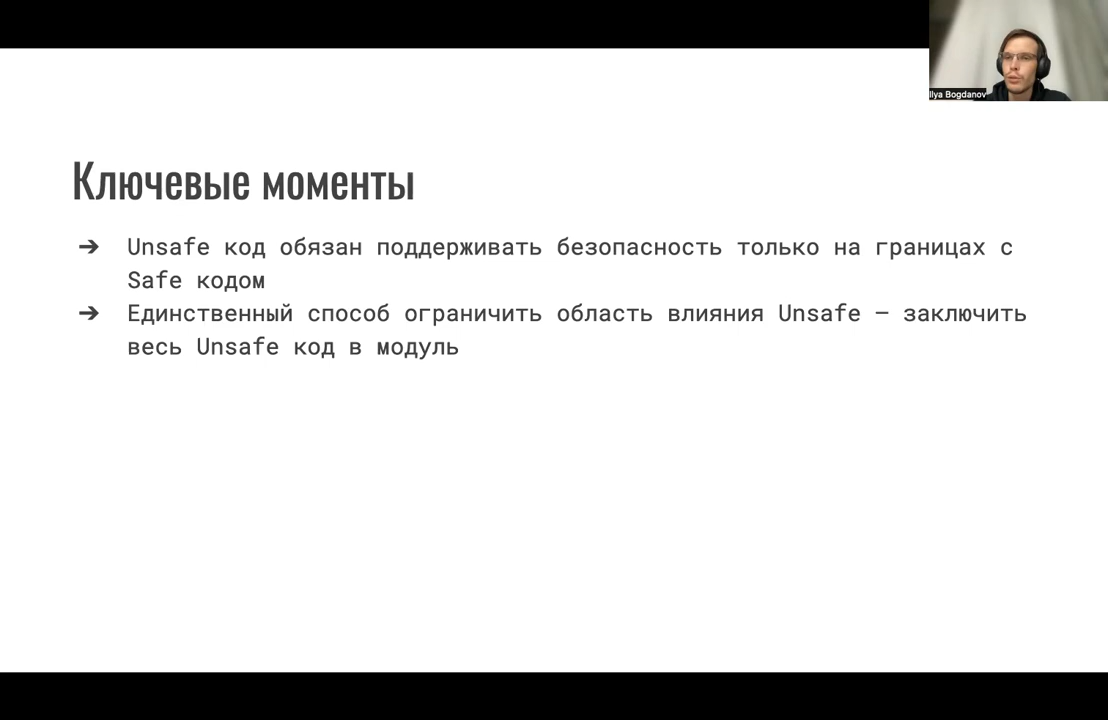 Ilya Bogdanov
Ключевые моменты
➔ Unsafe код обязан поддерживать безопасность только на границах с
Safe кодом
➔ Единственный способ ограничить область влияния Unsafe – заключить
весь Unsafe код в модуль